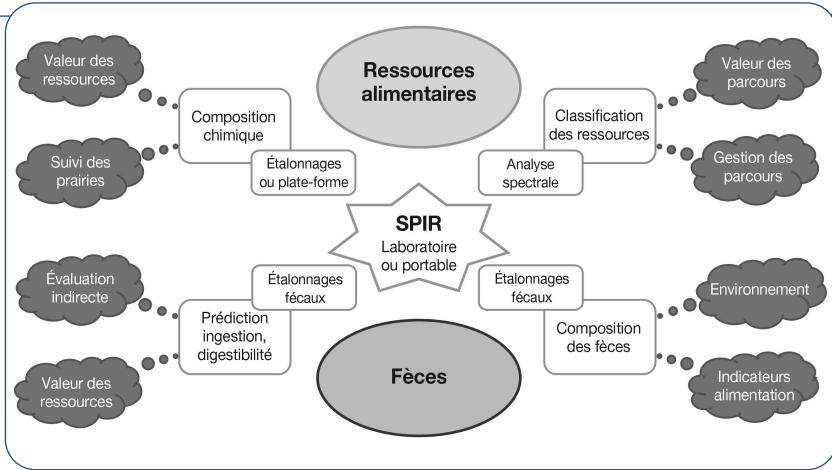 Valeur des
ressources
Suivi des
prairies
Composition
chimique
Étalonnages
ou plate-forme
Ressources
alimentaires
Classification
des ressources
Analyse
spectrale
Valeur des
parcours
Gestion des
parcours
SPIR
Laboratoire
ou portable
Évaluation
indirecte
Valeur des
ressources
Étalonnages
fécaux
Prédiction
ingestion,
digestibilité
Fèces
Étalonnages
fécaux
Composition
des fèces
Environnement
Indicateurs
alimentation